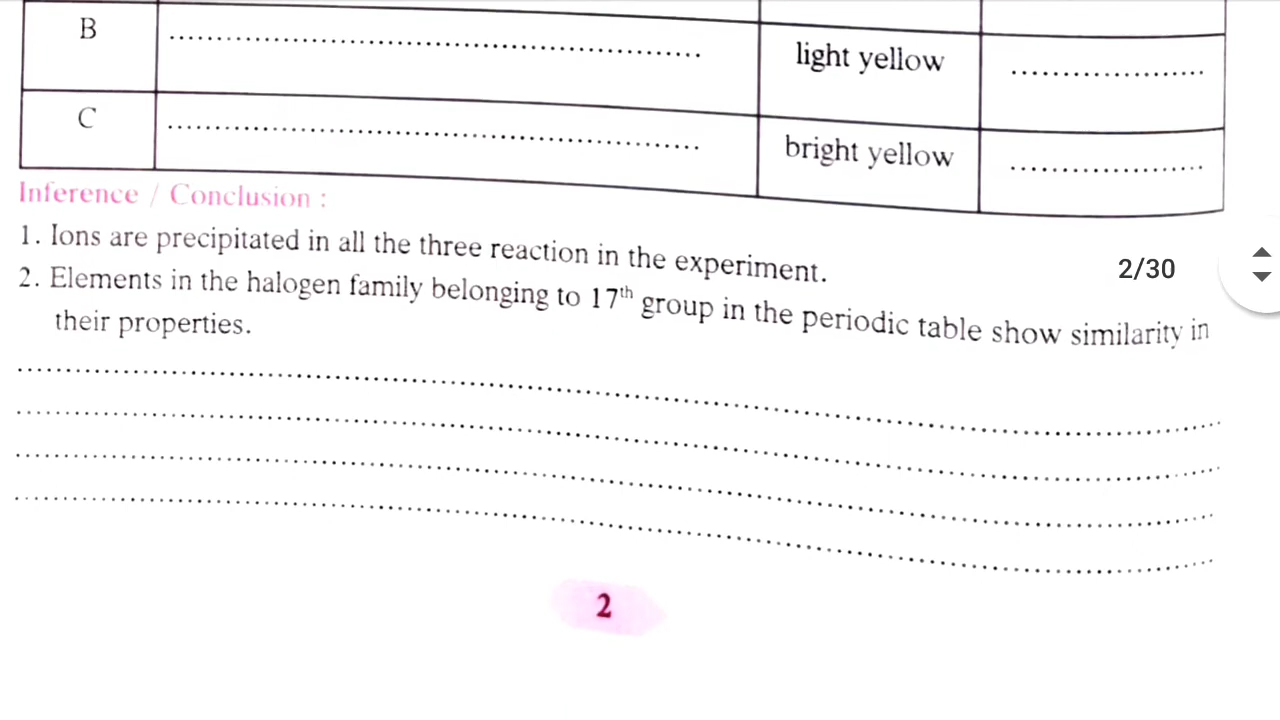 B
light yellow
C
bright yellow
Inference / Conclusion :
1. Ions are precipitated in all the three reaction in the experiment.
2/30
2. Elements in the halogen family belonging to 17th group in the periodic table show similarity in
their properties.
2